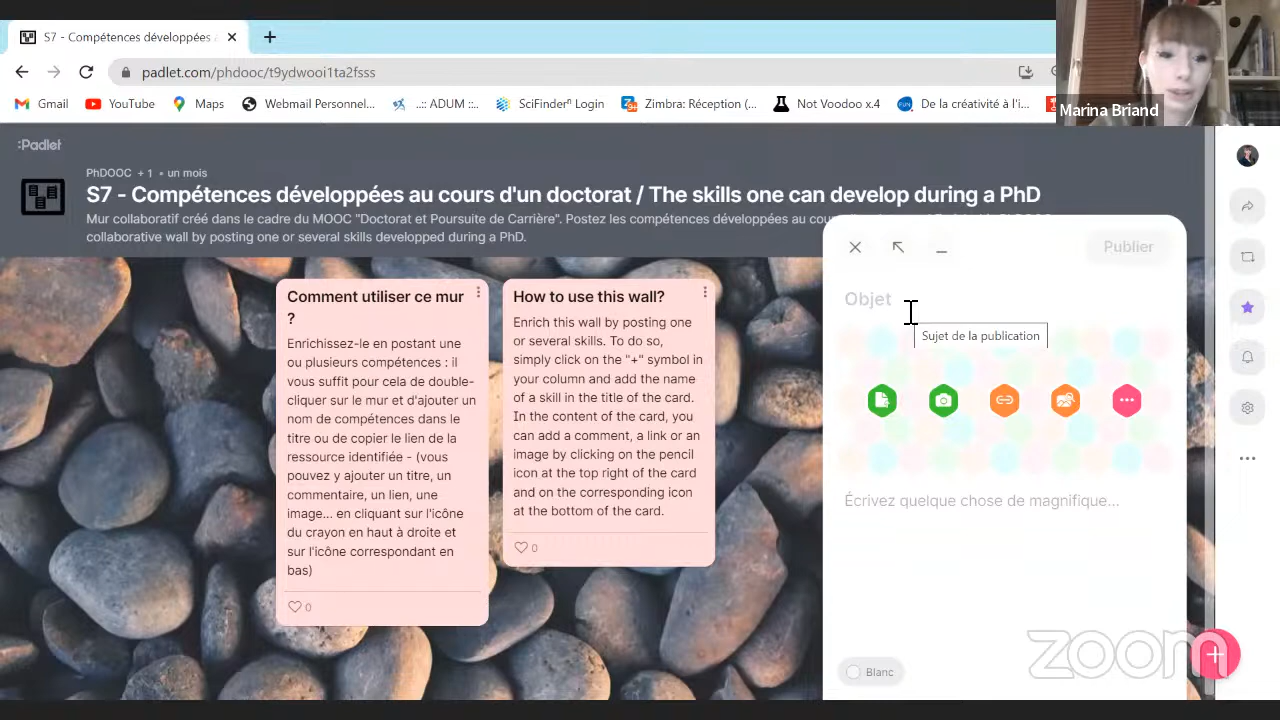 S7 - Compétences développées a
padlet.com/phdooc/t9ydwooi1ta2fsss
Gmail
YouTube
Maps
Webmail Personnel...
..:: ADUM ::..
SciFinderⁿ Login
Zimbra: Réception (...
Not Voodoo x.4
De la créativité à l'i...
Marina Briand
:Padlet
PhDOOC + 1 • un mois
S7 - Compétences développées au cours d'un doctorat / The skills one can develop during a PhD
Mur collaboratif créé dans le cadre du MOOC "Doctorat et Poursuite de Carrière". Postez les compétences développées au cou
collaborative wall by posting one or several skills developped during a PhD.
Publier
Objet
Sujet de la publication
Écrivez quelque chose de magnifique...
Blanc
Comment utiliser ce mur
?
Enrichissez-le en postant une
ou plusieurs compétences : il
vous suffit pour cela de double-
cliquer sur le mur et d'ajouter un
nom de compétences dans le
titre ou de copier le lien de la
ressource identifiée - (vous
pouvez y ajouter un titre, un
commentaire, un lien, une
image... en cliquant sur l'icône
du crayon en haut à droite et
sur l'icône correspondant en
bas)
0
How to use this wall?
Enrich this wall by posting one
or several skills. To do so,
simply click on the "+" symbol in
your column and add the name
of a skill in the title of the card.
In the content of the card, you
can add a comment, a link or an
image by clicking on the pencil
icon at the top right of the card
and on the corresponding icon
at the bottom of the card.
0
zoom